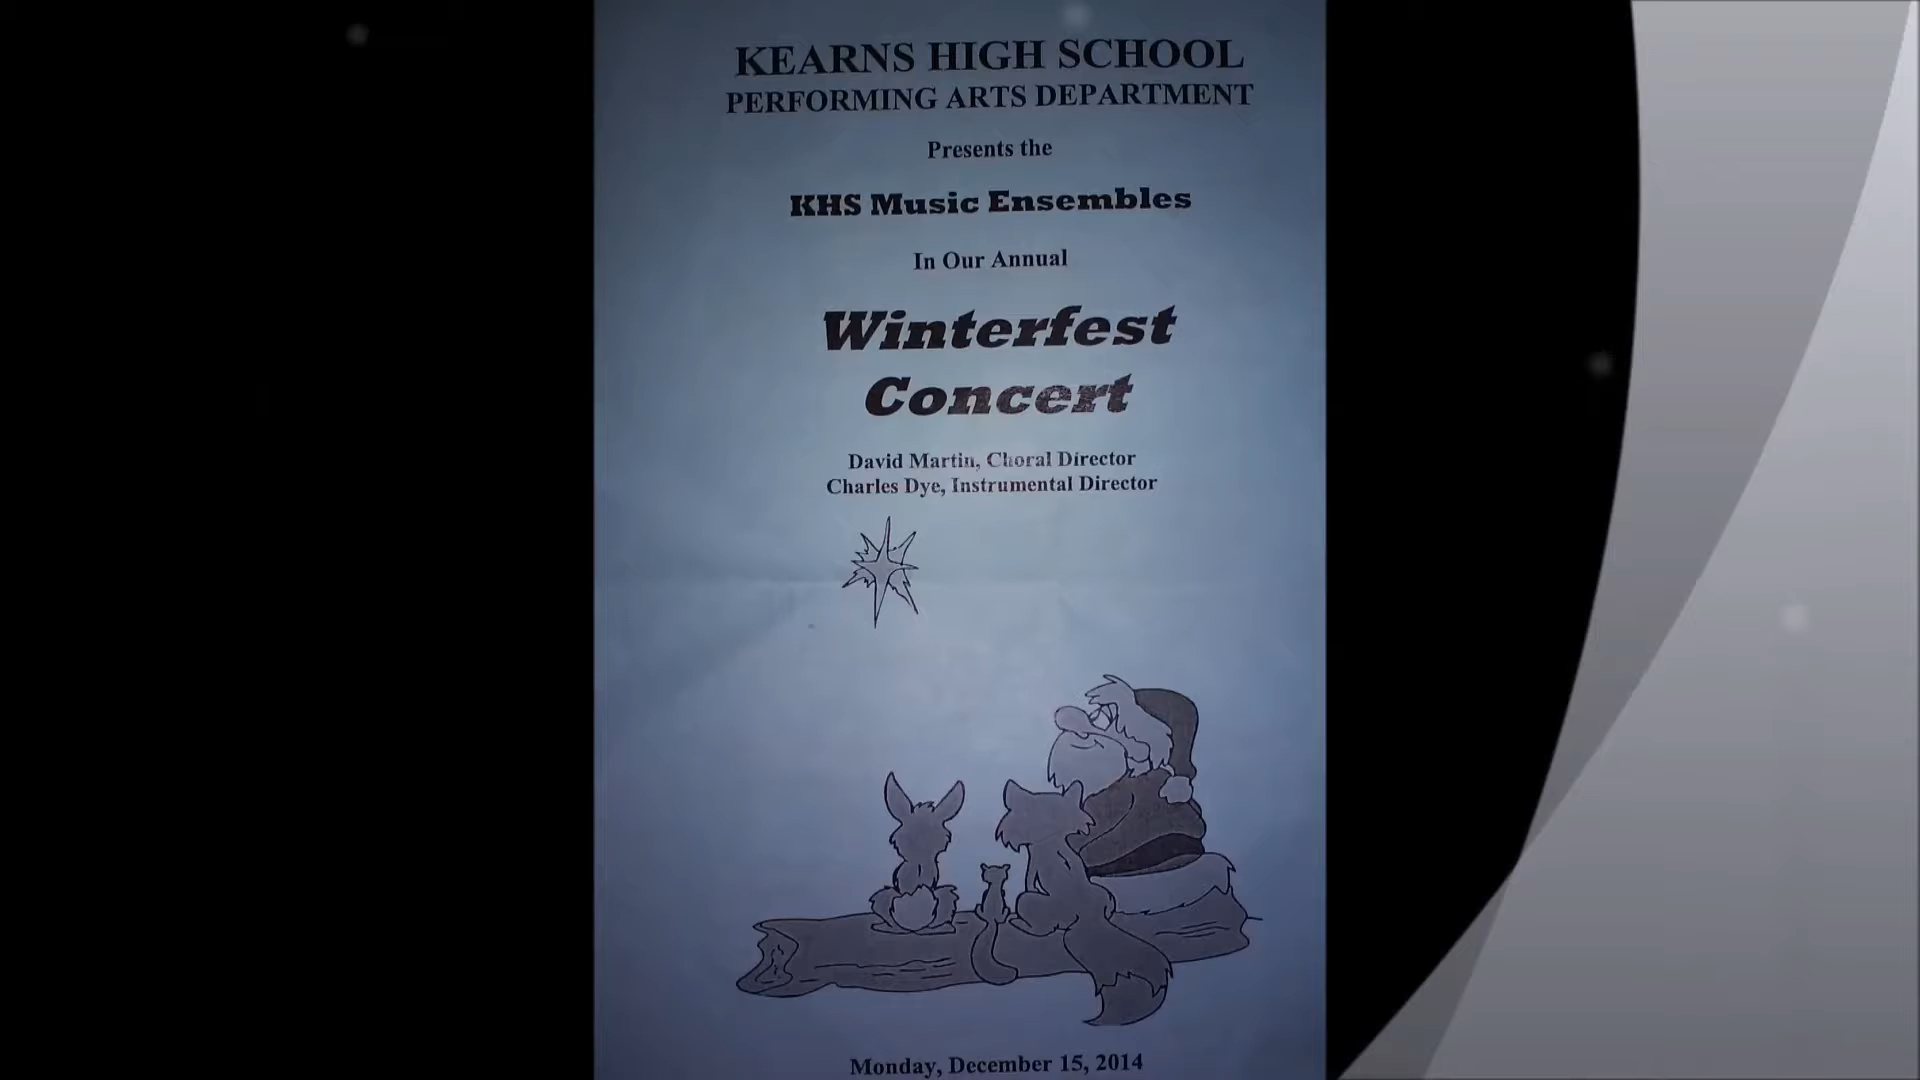 KEARNS HIGH SCHOOL
PERFORMING ARTS DEPARTMENT
Presents the
KHS Music Ensembles
In Our Annual
Winterfest
Concert
David Martin, Choral Director
Charles Dye, Instrumental Director
Monday, December 15, 2014